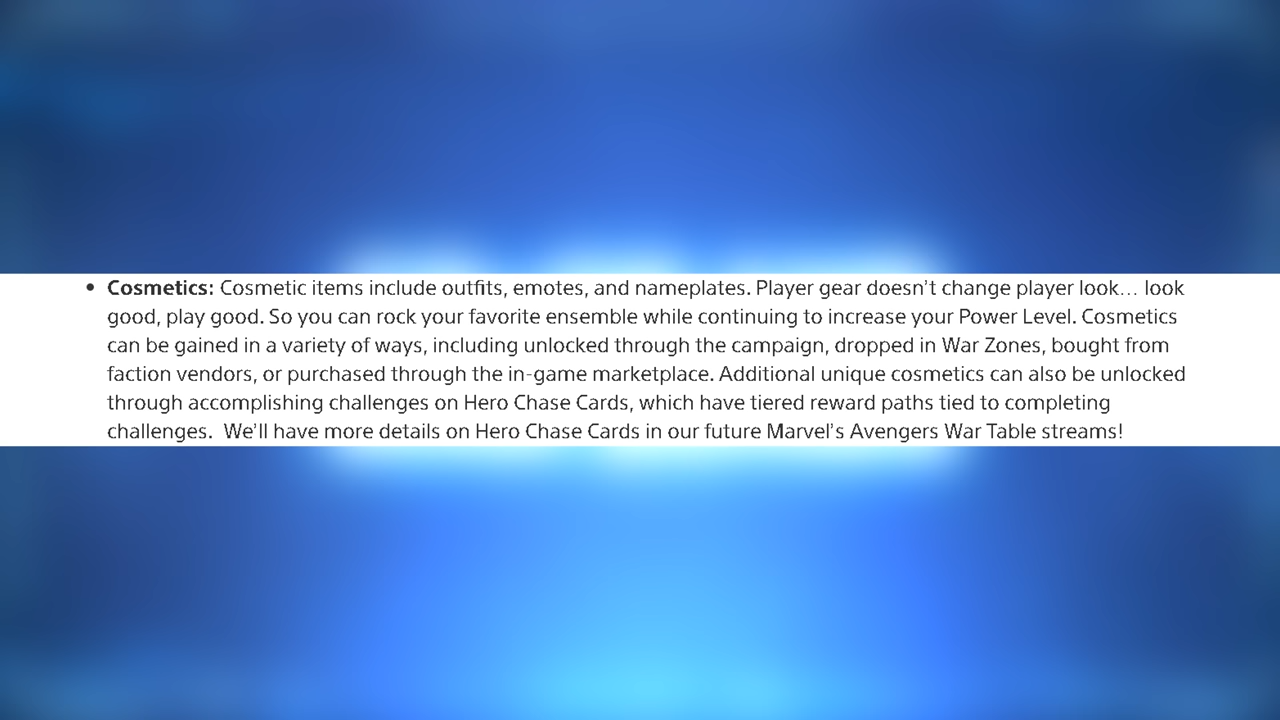 • Cosmetics: Cosmetic items include outfits, emotes, and nameplates. Player gear doesn’t change player look… look
good, play good. So you can rock your favorite ensemble while continuing to increase your Power Level. Cosmetics
can be gained in a variety of ways, including unlocked through the campaign, dropped in War Zones, bought from
faction vendors, or purchased through the in-game marketplace. Additional unique cosmetics can also be unlocked
through accomplishing challenges on Hero Chase Cards, which have tiered reward paths tied to completing
challenges.  We’ll have more details on Hero Chase Cards in our future Marvel’s Avengers War Table streams!